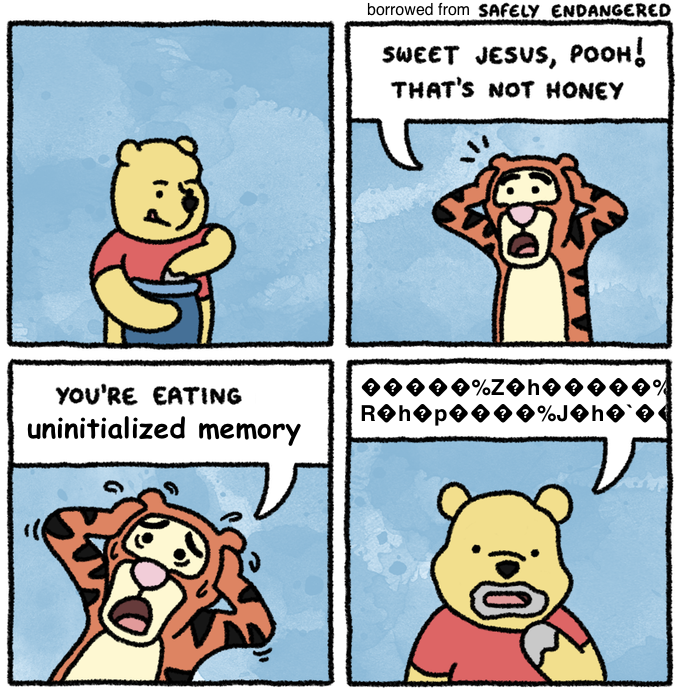 borrowed from SAFELY ENDANGERED
SWEET JESUS, POOH!
THAT'S NOT HONEY
YOU'RE EATING
uninitialized memory
�����%Z�h�����%
R�h�p����%J�h�`��